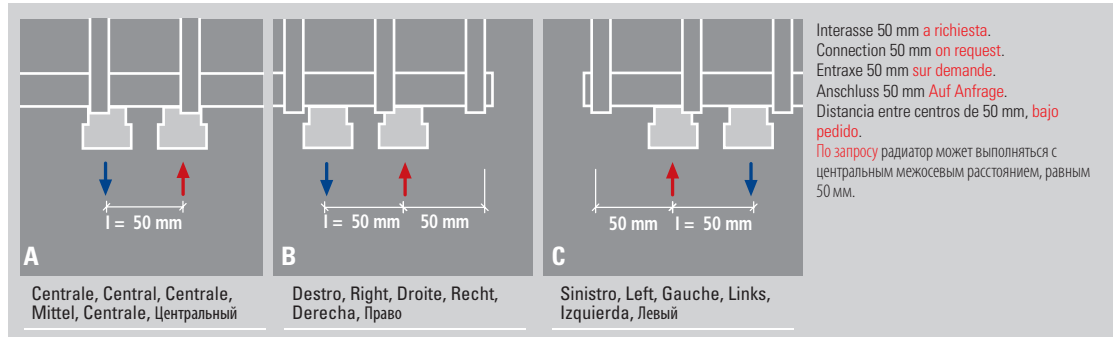 I = 50 mm
A
Centrale, Central, Centrale,
Mittel, Centrale, Центральный
I = 50 mm
50 mm
B
Destro, Right, Droite, Recht,
Derecha, Право
50 mm
I = 50 mm
C
Sinistro, Left, Gauche, Links,
Izquierda, Левый
Interasse 50 mm a richiesta.
Connection 50 mm on request.
Entraxe 50 mm sur demande.
Anschluss 50 mm Auf Anfrage.
Distancia entre centros de 50 mm, bajo
pedido.
По запросу радиатор может выполняться с
центральным межосевым расстоянием, равным
50 мм.